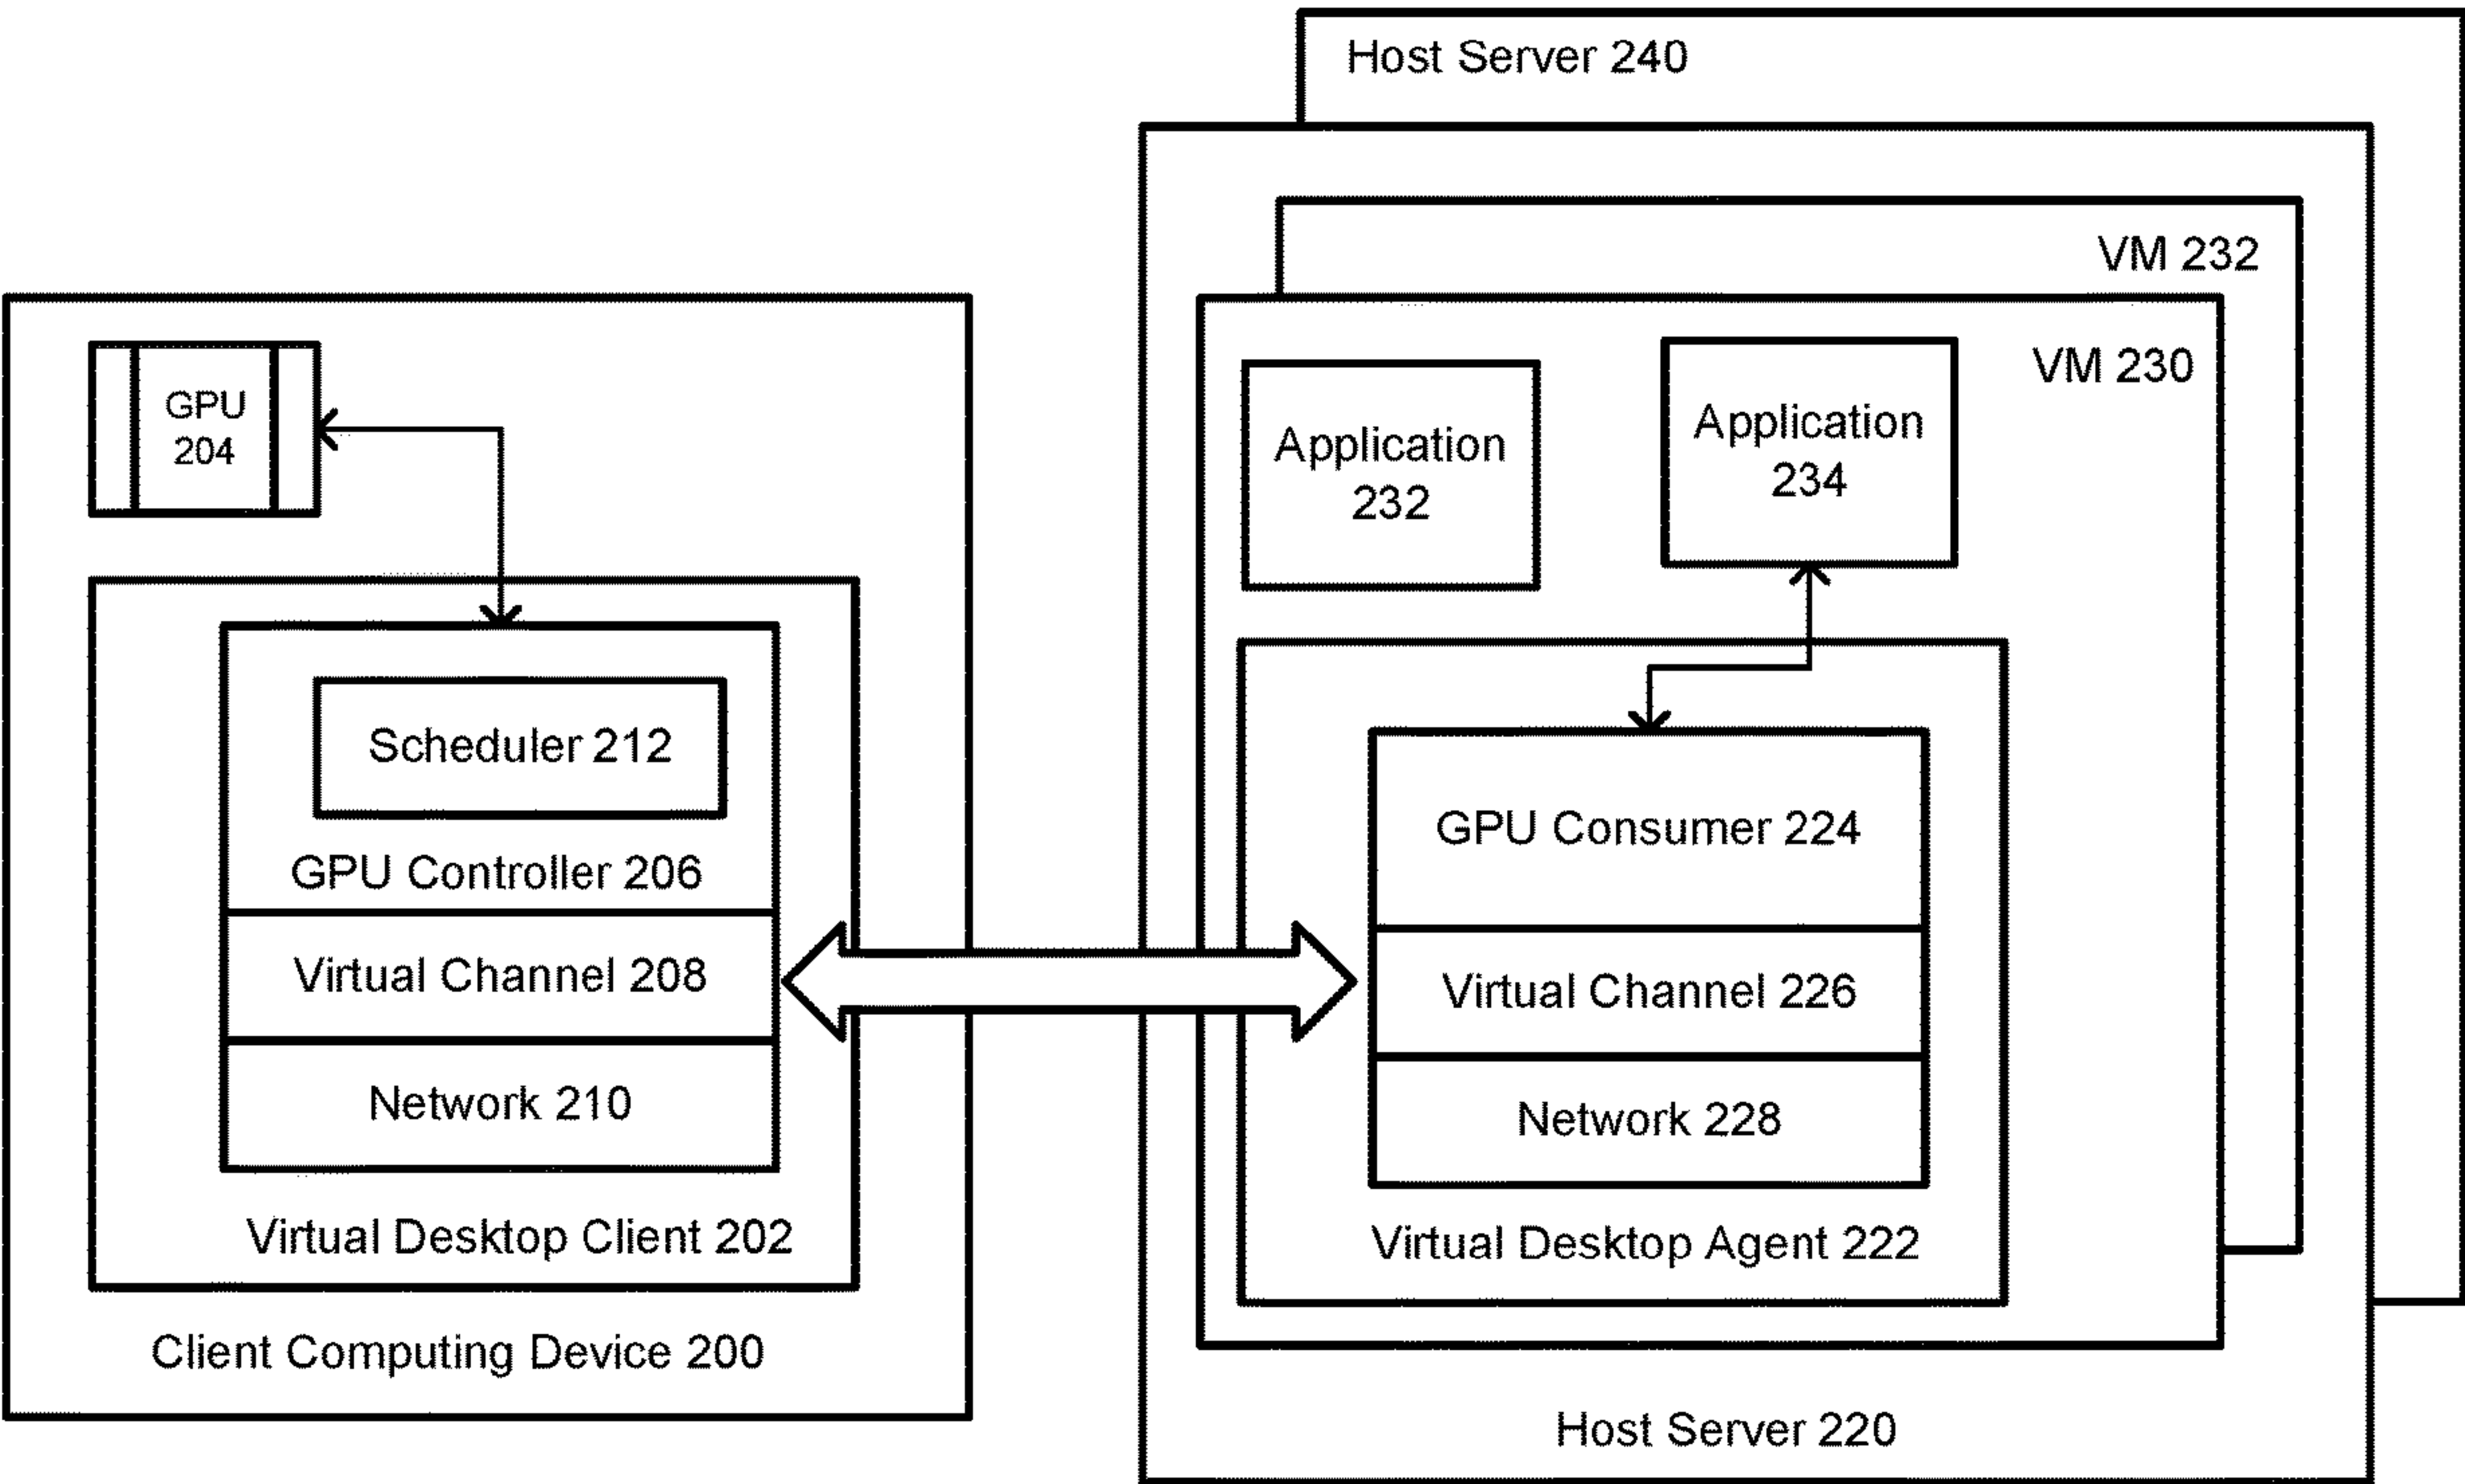 Host Server 240
VM 232
VM 230
GPU
204
Application
232
Application
234
Scheduler 212
GPU Controller 206
Virtual Channel 208
Network 210
Virtual Desktop Client 202
Client Computing Device 200
GPU Consumer 224
Virtual Channel 226
Network 228
Virtual Desktop Agent 222
Host Server 220